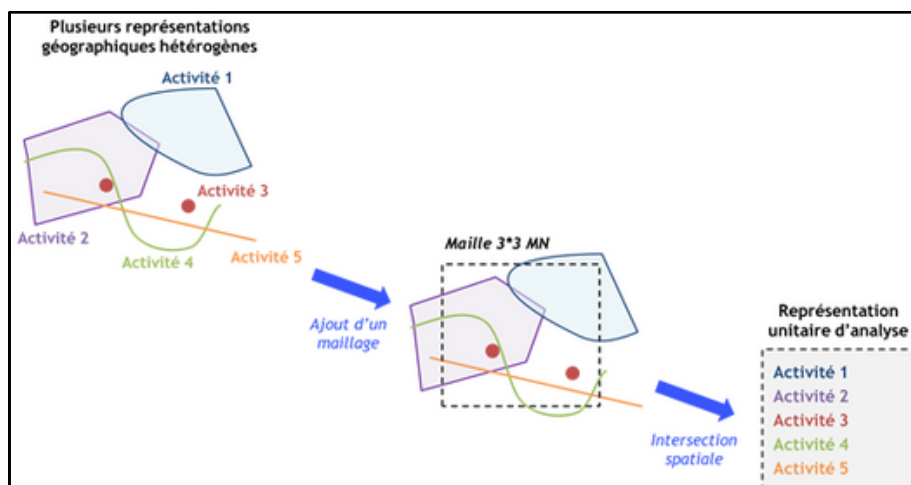 Plusieurs représentations
géographiques hétérogènes
Activité 1
Activité 3
Activité 2
Activité 4
Activité 5
Maille 3*3 MN
Ajout d'un
maillage
Représentation
unitaire d'analyse
Activité 1
Activité 2
Activité 3
Activité 4
Activité 5
Intersection
spatiale